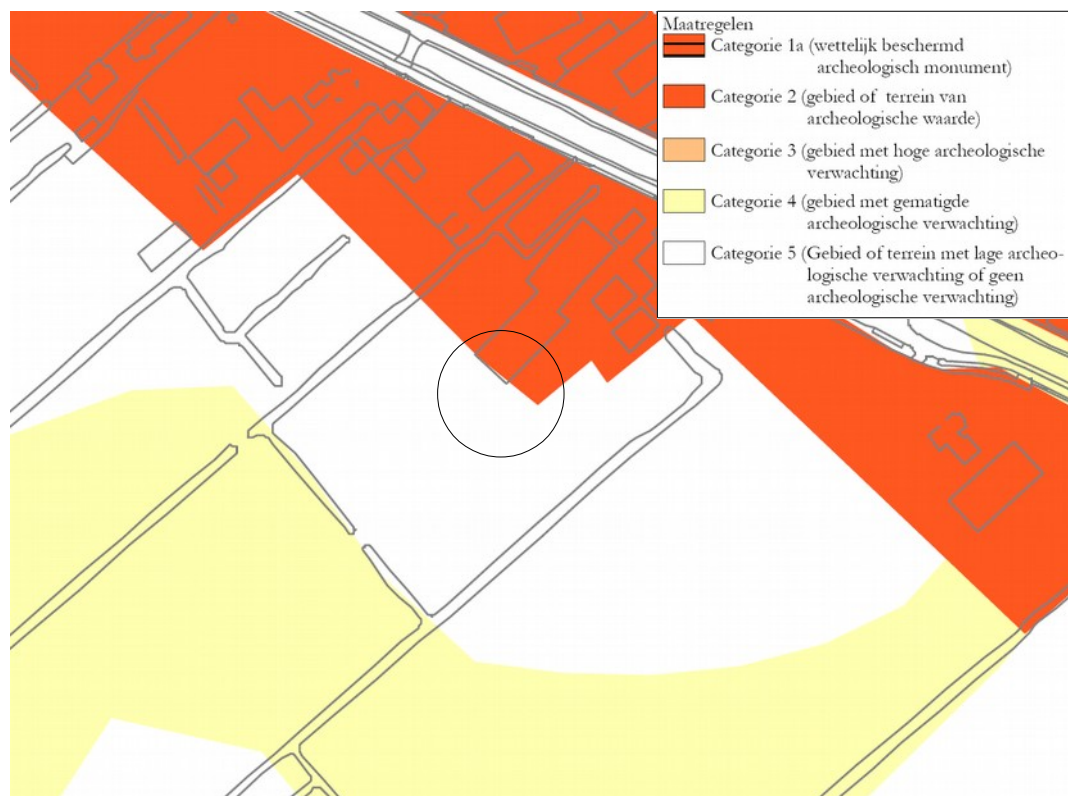 Maatregelen
Categorie 1a (wettelijk beschermd
archeologisch monument)
Categorie 2 (gebied of terrein van
archeologische waarde)
Categorie 3 (gebied met hoge archeologische
verwachting)
Categorie 4 (gebied met gematigde
archeologische verwachting)
Categorie 5 (Gebied of terrein met lage archeo-
logische verwachting of geen
archeologische verwachting)